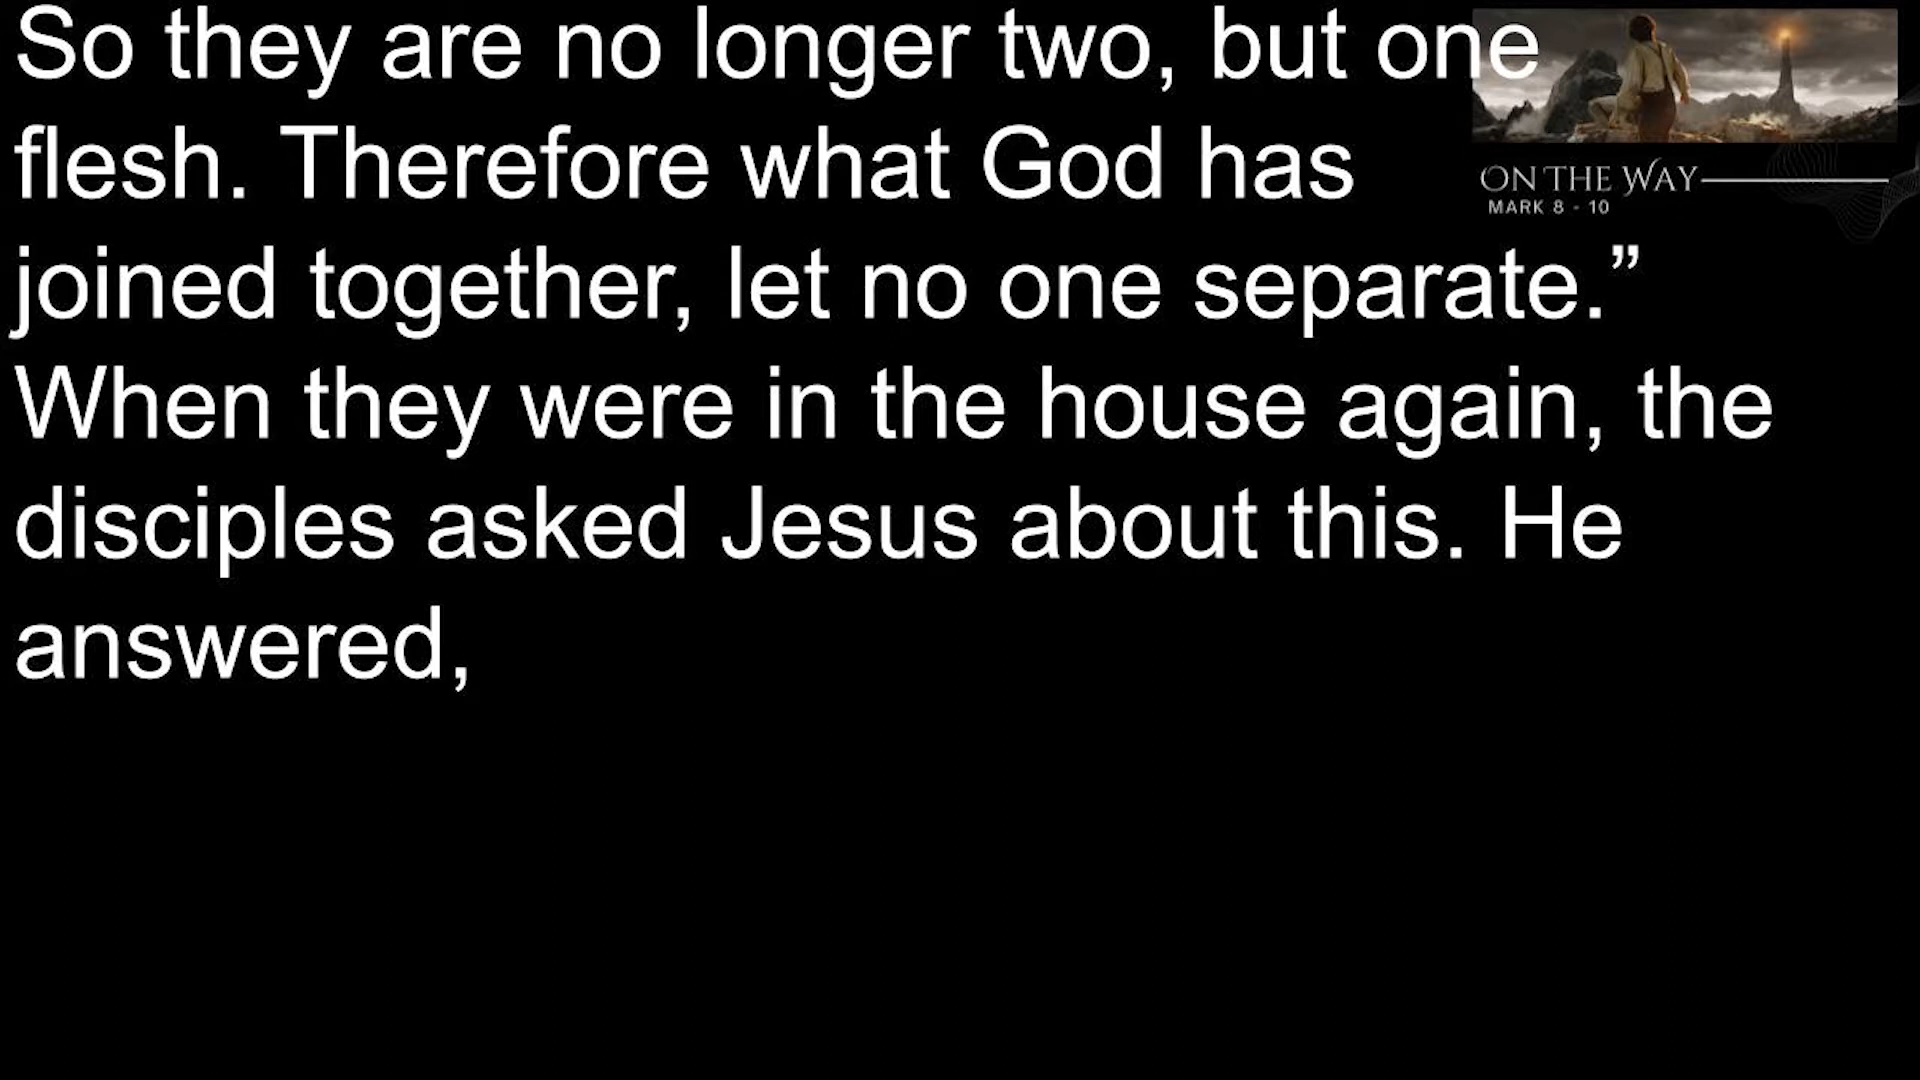 So they are no longer two, but one
flesh. Therefore what God has
joined together, let no one separate.”
When they were in the house again, the
disciples asked Jesus about this. He
answered,
ON THE WAY
MARK 8 - 10